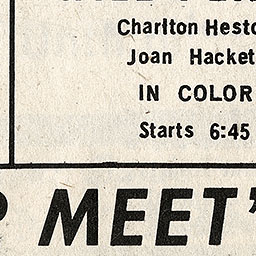 Charlton Hesto
Joan Hacket
IN COLOR
Starts 6:45
P MEET'